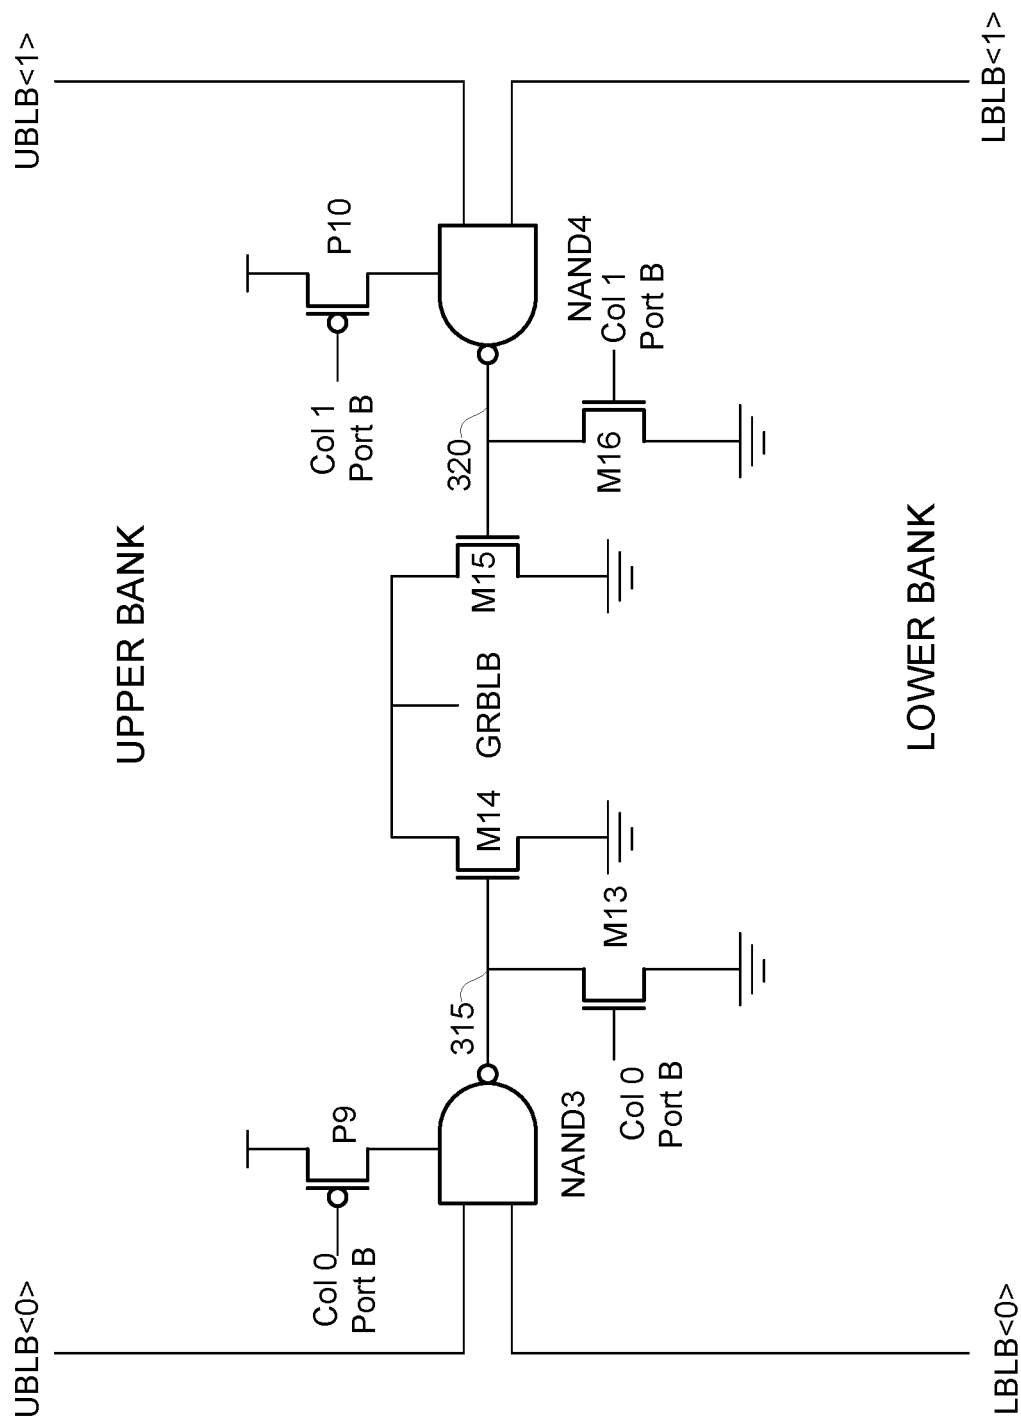 UBLB<0>
UPPER BANK
UBLB<1>
Col 0
Port B
P9
Col 1
Port B
P10
315
M14
GRBLB
M15
320
NAND3
NAND4
Col 0
Port B
M13
M16
Col 1
Port B
LOWER BANK
LBLB<0>
LBLB<1>